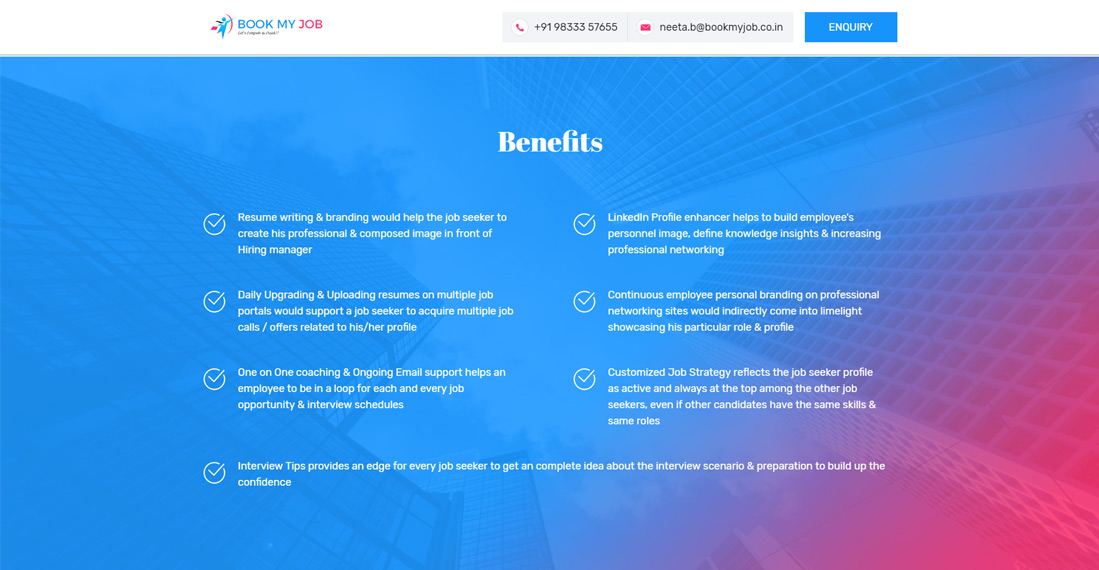 BOOK MY JOB
Let's Compete to Crack!!
+91 98333 57655
neeta.b@bookmyjob.co.in
ENQUIRY
Benefits
Resume writing & branding would help the job seeker to
create his professional & composed image in front of
Hiring manager
LinkedIn Profile enhancer helps to build employee's
personnel image, define knowledge insights & increasing
professional networking
Daily Upgrading & Uploading resumes on multiple job
portals would support a job seeker to acquire multiple job
calls / offers related to his/her profile
Continuous employee personal branding on professional
networking sites would indirectly come into limelight
showcasing his particular role & profile
One on One coaching & Ongoing Email support helps an
employee to be in a loop for each and every job
opportunity & interview schedules
Customized Job Strategy reflects the job seeker profile
as active and always at the top among the other job
seekers, even if other candidates have the same skills &
same roles
Interview Tips provides an edge for every job seeker to get an complete idea about the interview scenario & preparation to build up the
confidence